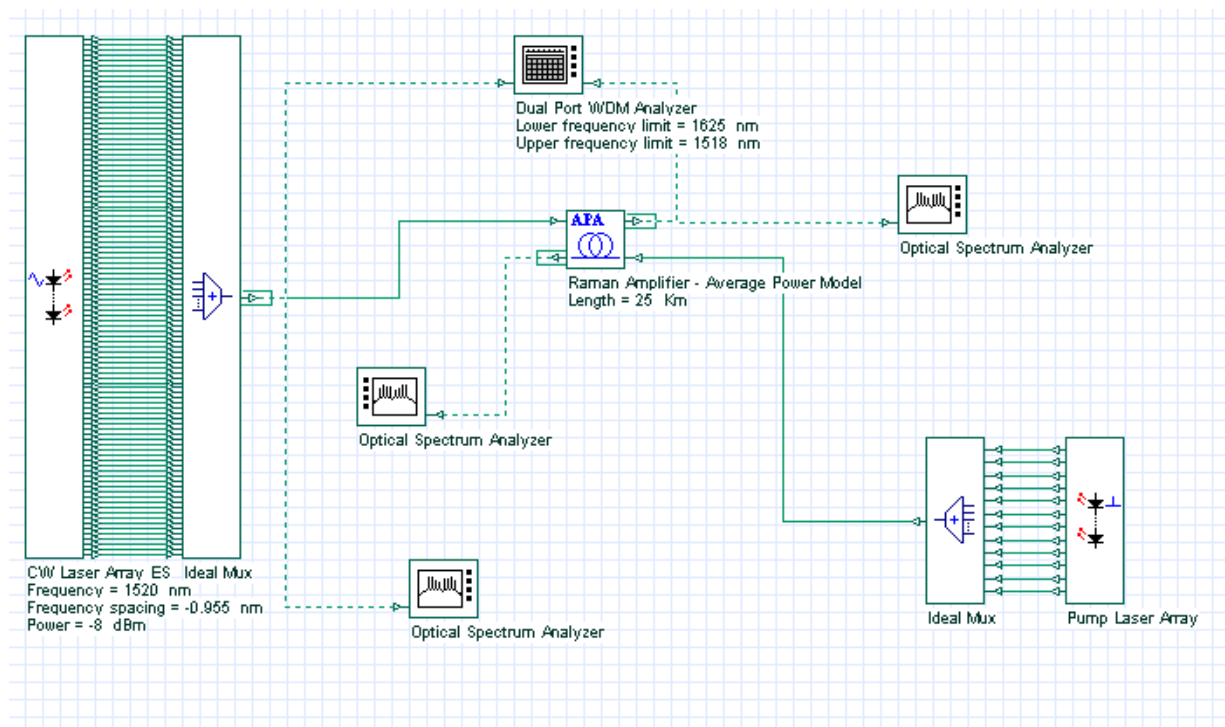 Dual Port WDM Analyzer
Lower frequency limit = 1625 nm
Upper frequency limit = 1518 nm
APA
Optical Spectrum Analyzer
Raman Amplifier - Average Power Model
Length = 25 Km
Optical Spectrum Analyzer
CW Laser Array ES Ideal Mux
Frequency = 1520 nm
Frequency spacing = -0.955 nm
Power = -8 dBm
Optical Spectrum Analyzer
Ideal Mux
Pump Laser Array